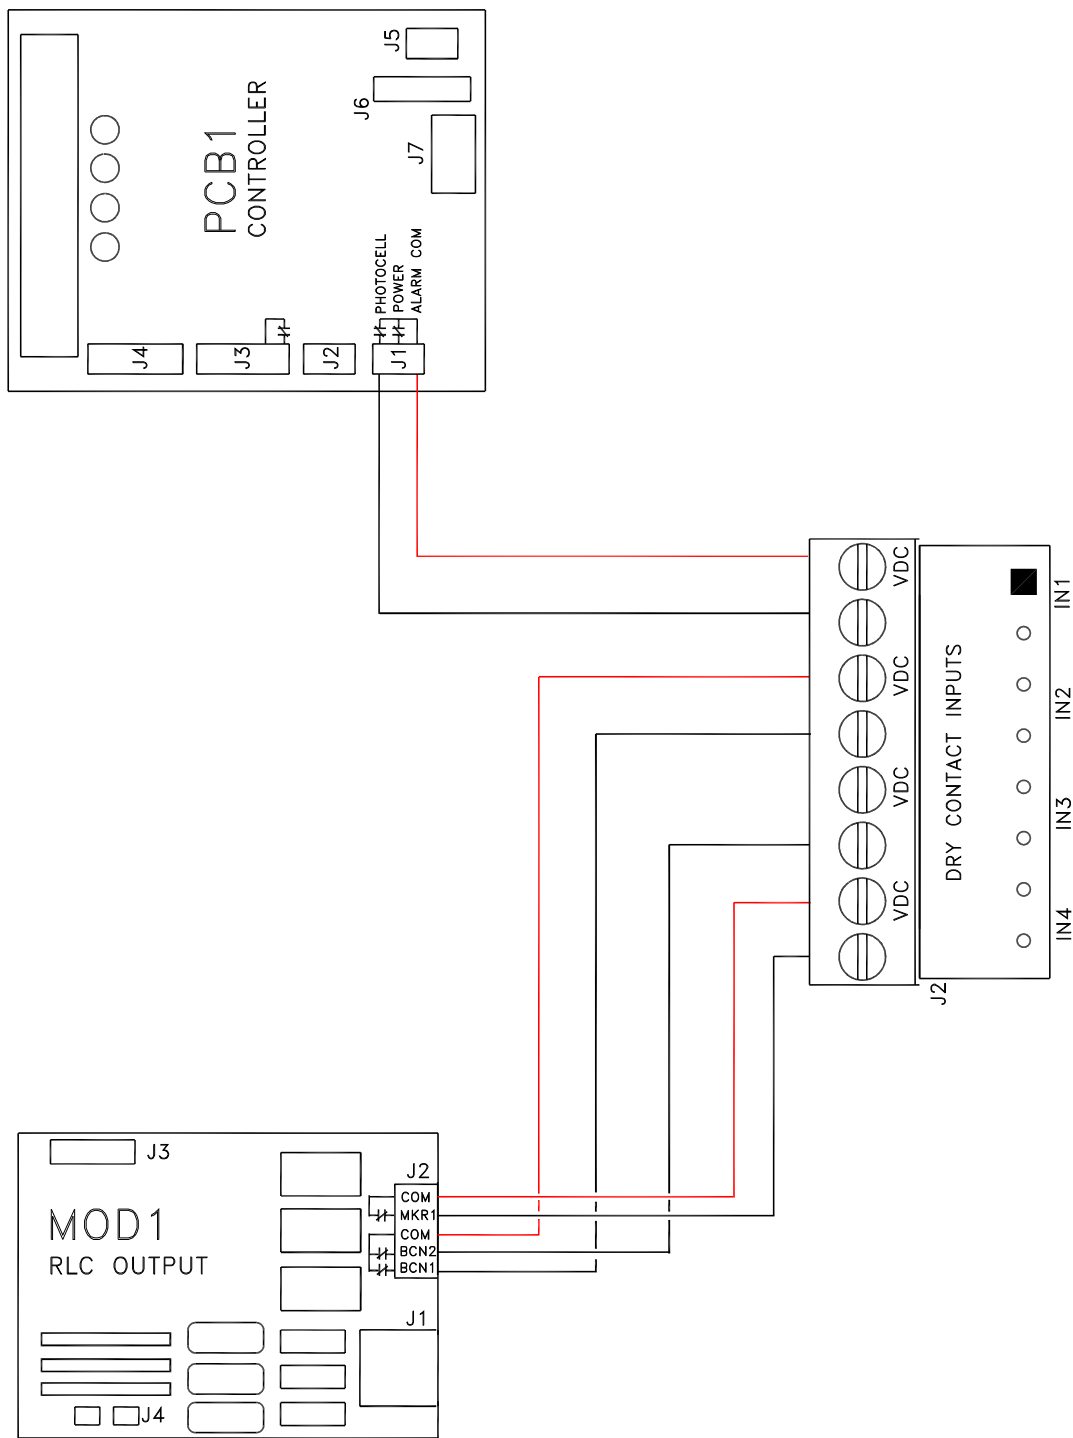 J5
J6
J7
PCB1
CONTROLLER
PHOTOCELL
POWER
ALARM COM
J4
J3
J2
J1
VDC
VDC
VDC
VDC
DRY CONTACT INPUTS
IN1
IN2
IN3
IN4
J2
J3
MOD1
RLC OUTPUT
J2
COM
MKR1
COM
BCN2
BCN1
J1
J4